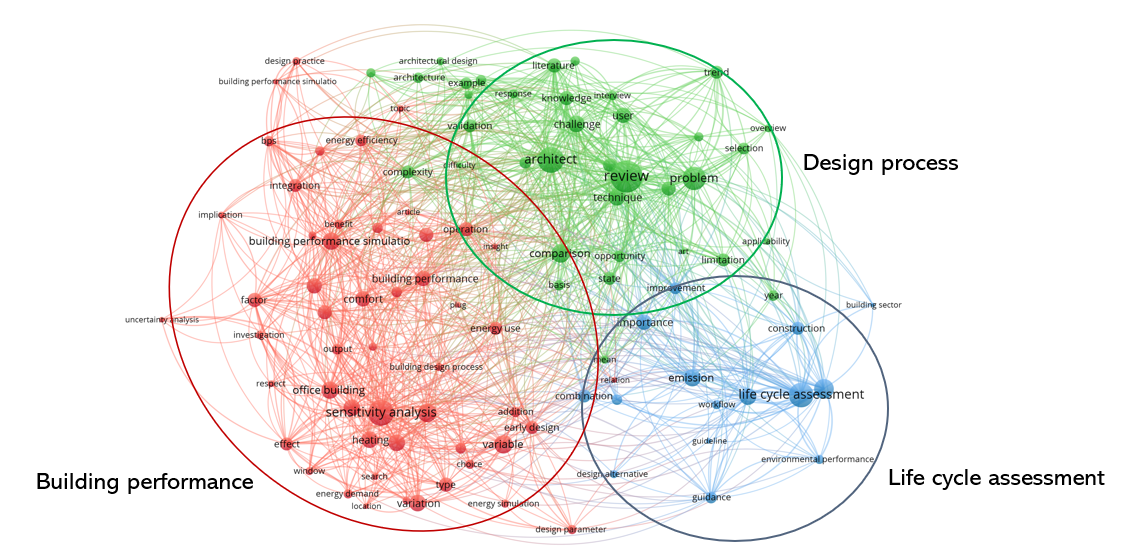 design practice
architectural design
literature
trend
building performance simulatio
architecture
example
response
knowledge
interview
topic
user
validation
challenge
overview
bps
energy efficiency
selection
difficulty
architect
Design process
complexity
review
problem
integration
technique
implication
article
benefit
operation
building performance simulatio
insight
applicability
comparison
opportunity
art
limitation
building performance
state
basis
improvement
factor
comfort
plug
year
building sector
uncertainty analysis
importance
investigation
energy use
construction
output
mean
building design process
relation
emission
respect
office building
combination
life cycle assessment
workflow
sensitivity analysis
addition
early design
heating
effect
variable
guideline
choice
environmental performance
window
search
design alternative
Life cycle assessment
Building performance
type
energy demand
guidance
location
variation
energy simulation
design parameter